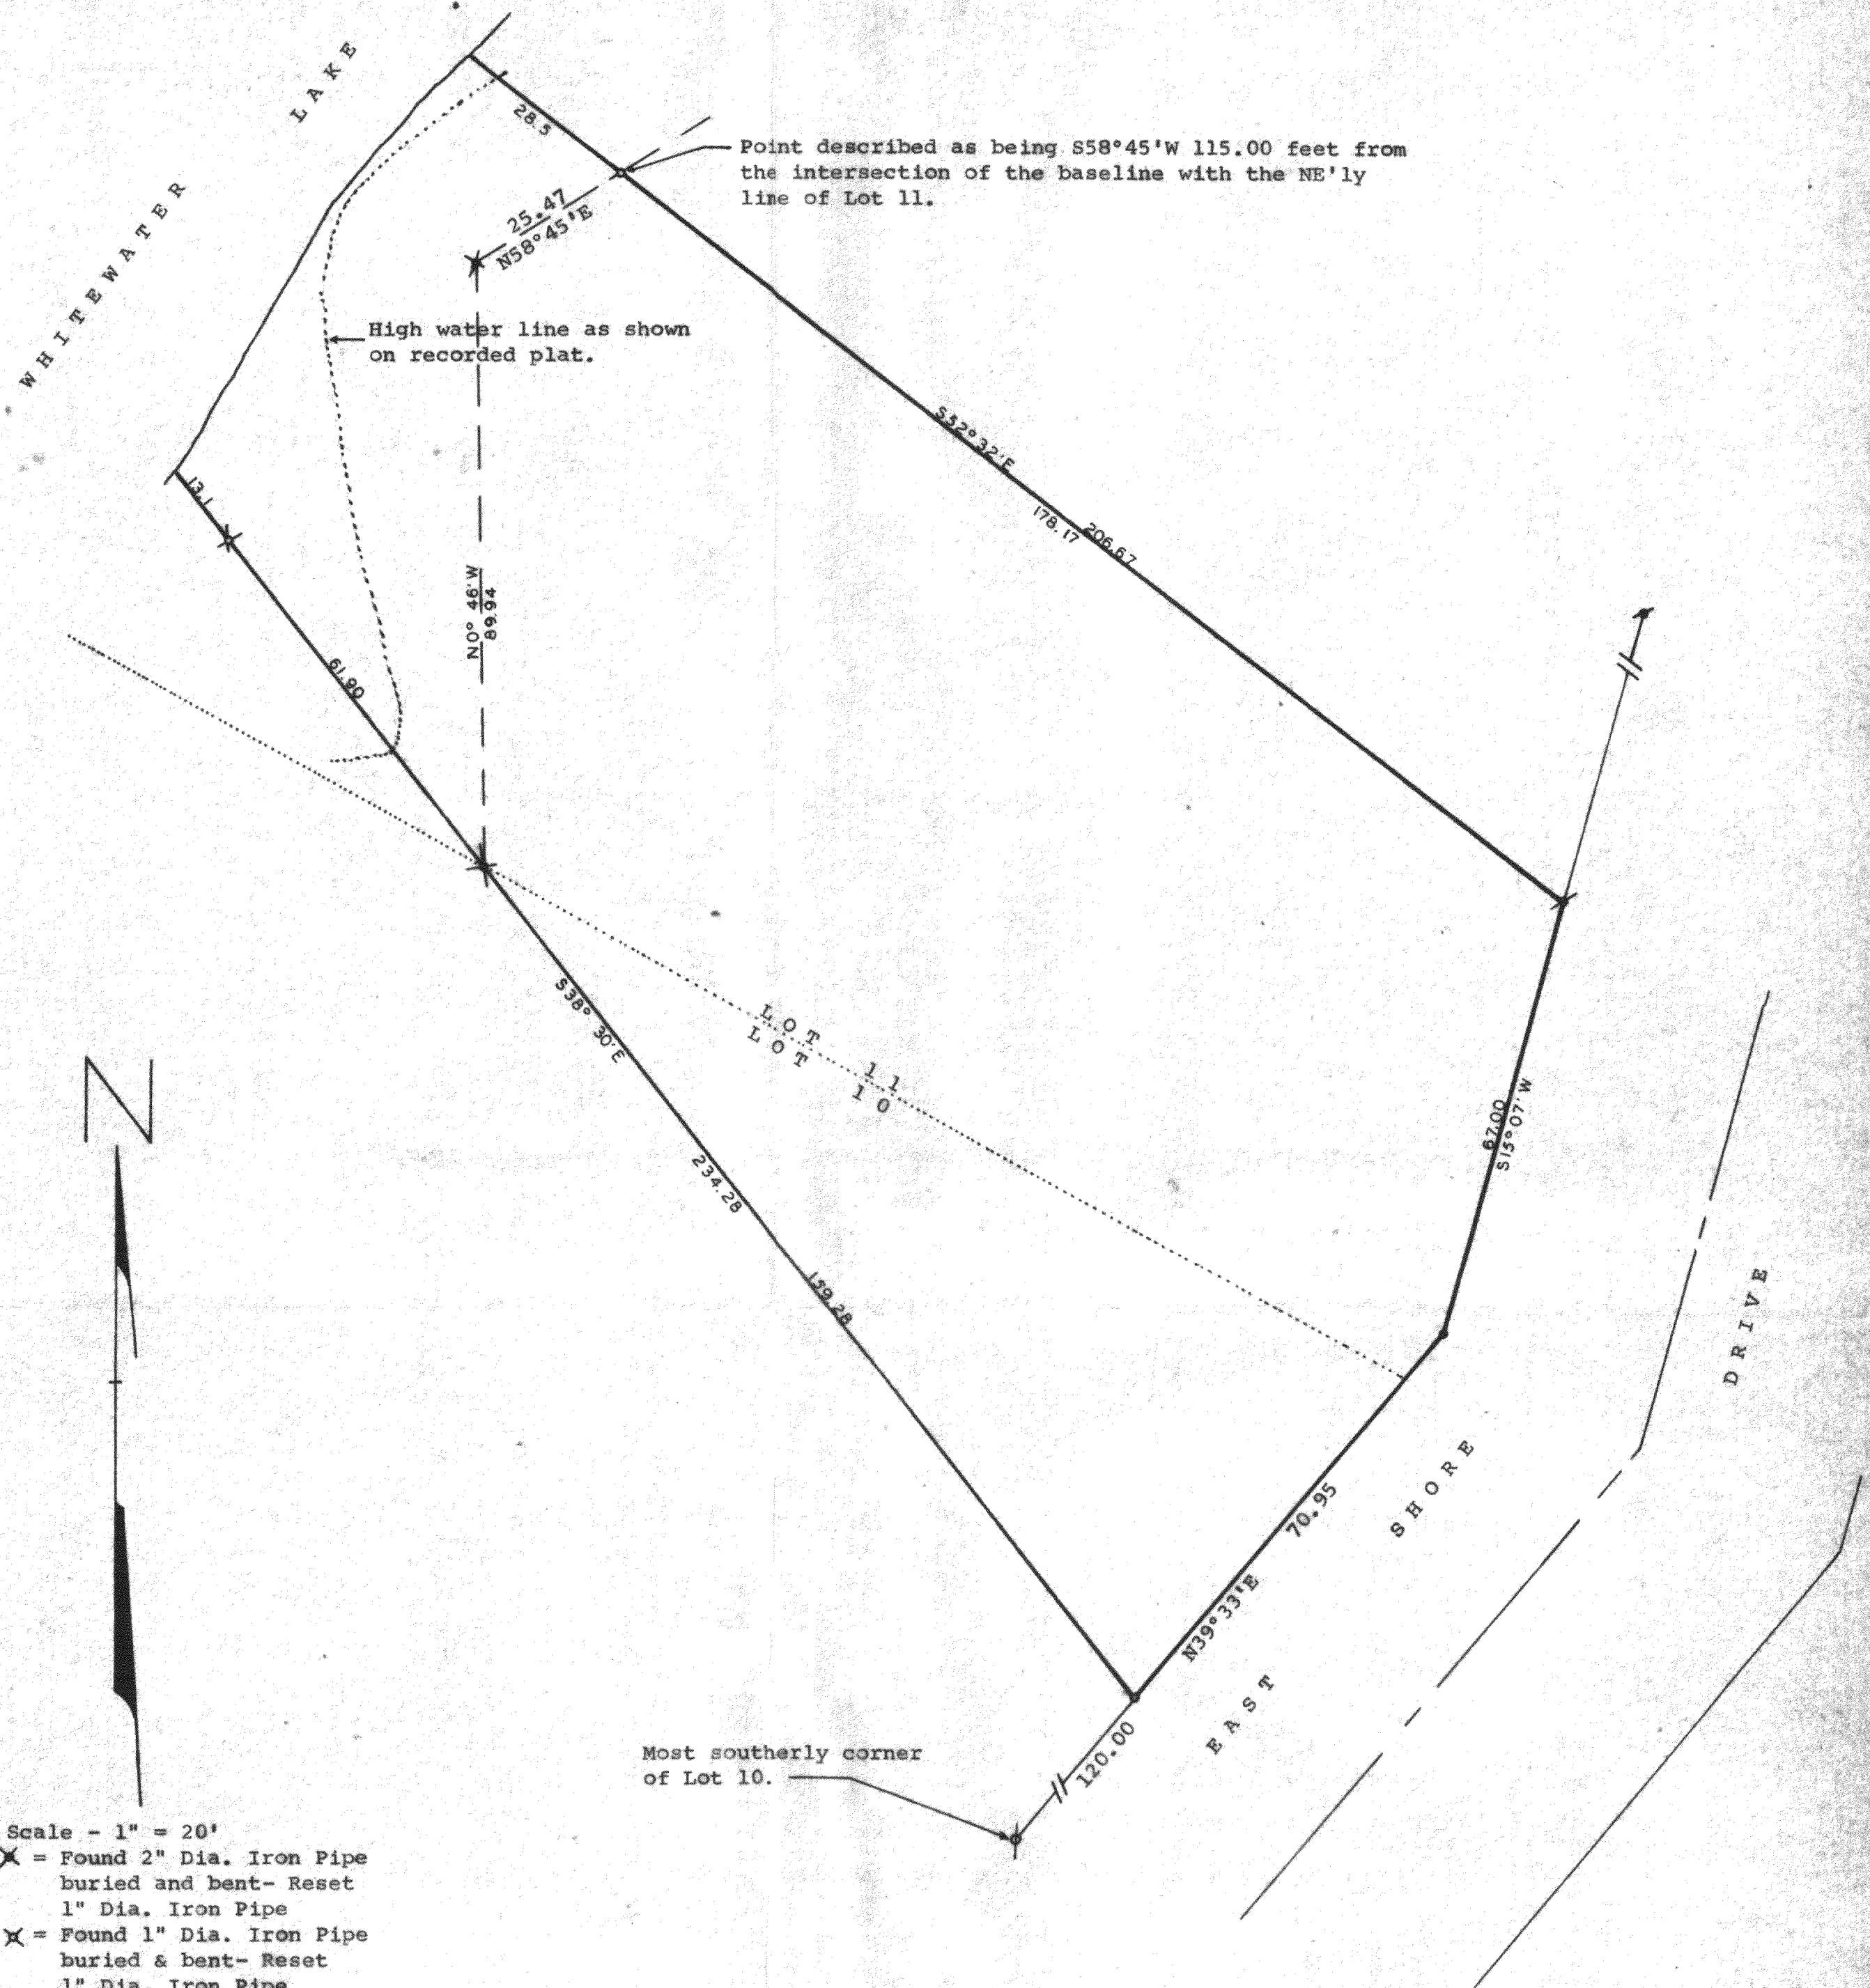 WHITEWATER LAKE
28.5
Point described as being S58°45'W 115.00 feet from
the intersection of the baseline with the NE'ly
line of Lot 11.
25.47
N58°45'E
High water line as shown
on recorded plat.
S52°32'E
206.67
178.17
13.1
N0° 46'W
89.94
61.90
LOT 11
LOT 10
S38° 30'E
234.28
159.28
67.00
S15°07'W
DRIVE
SHORE
EAST
70.95
N39°33'E
120.00
N
Most southerly corner
of Lot 10.
Scale - 1" = 20'
= Found 2" Dia. Iron Pipe
buried and bent- Reset
1" Dia. Iron Pipe
= Found 1" Dia. Iron Pipe
buried & bent- Reset
1" Dia. Iron Pipe